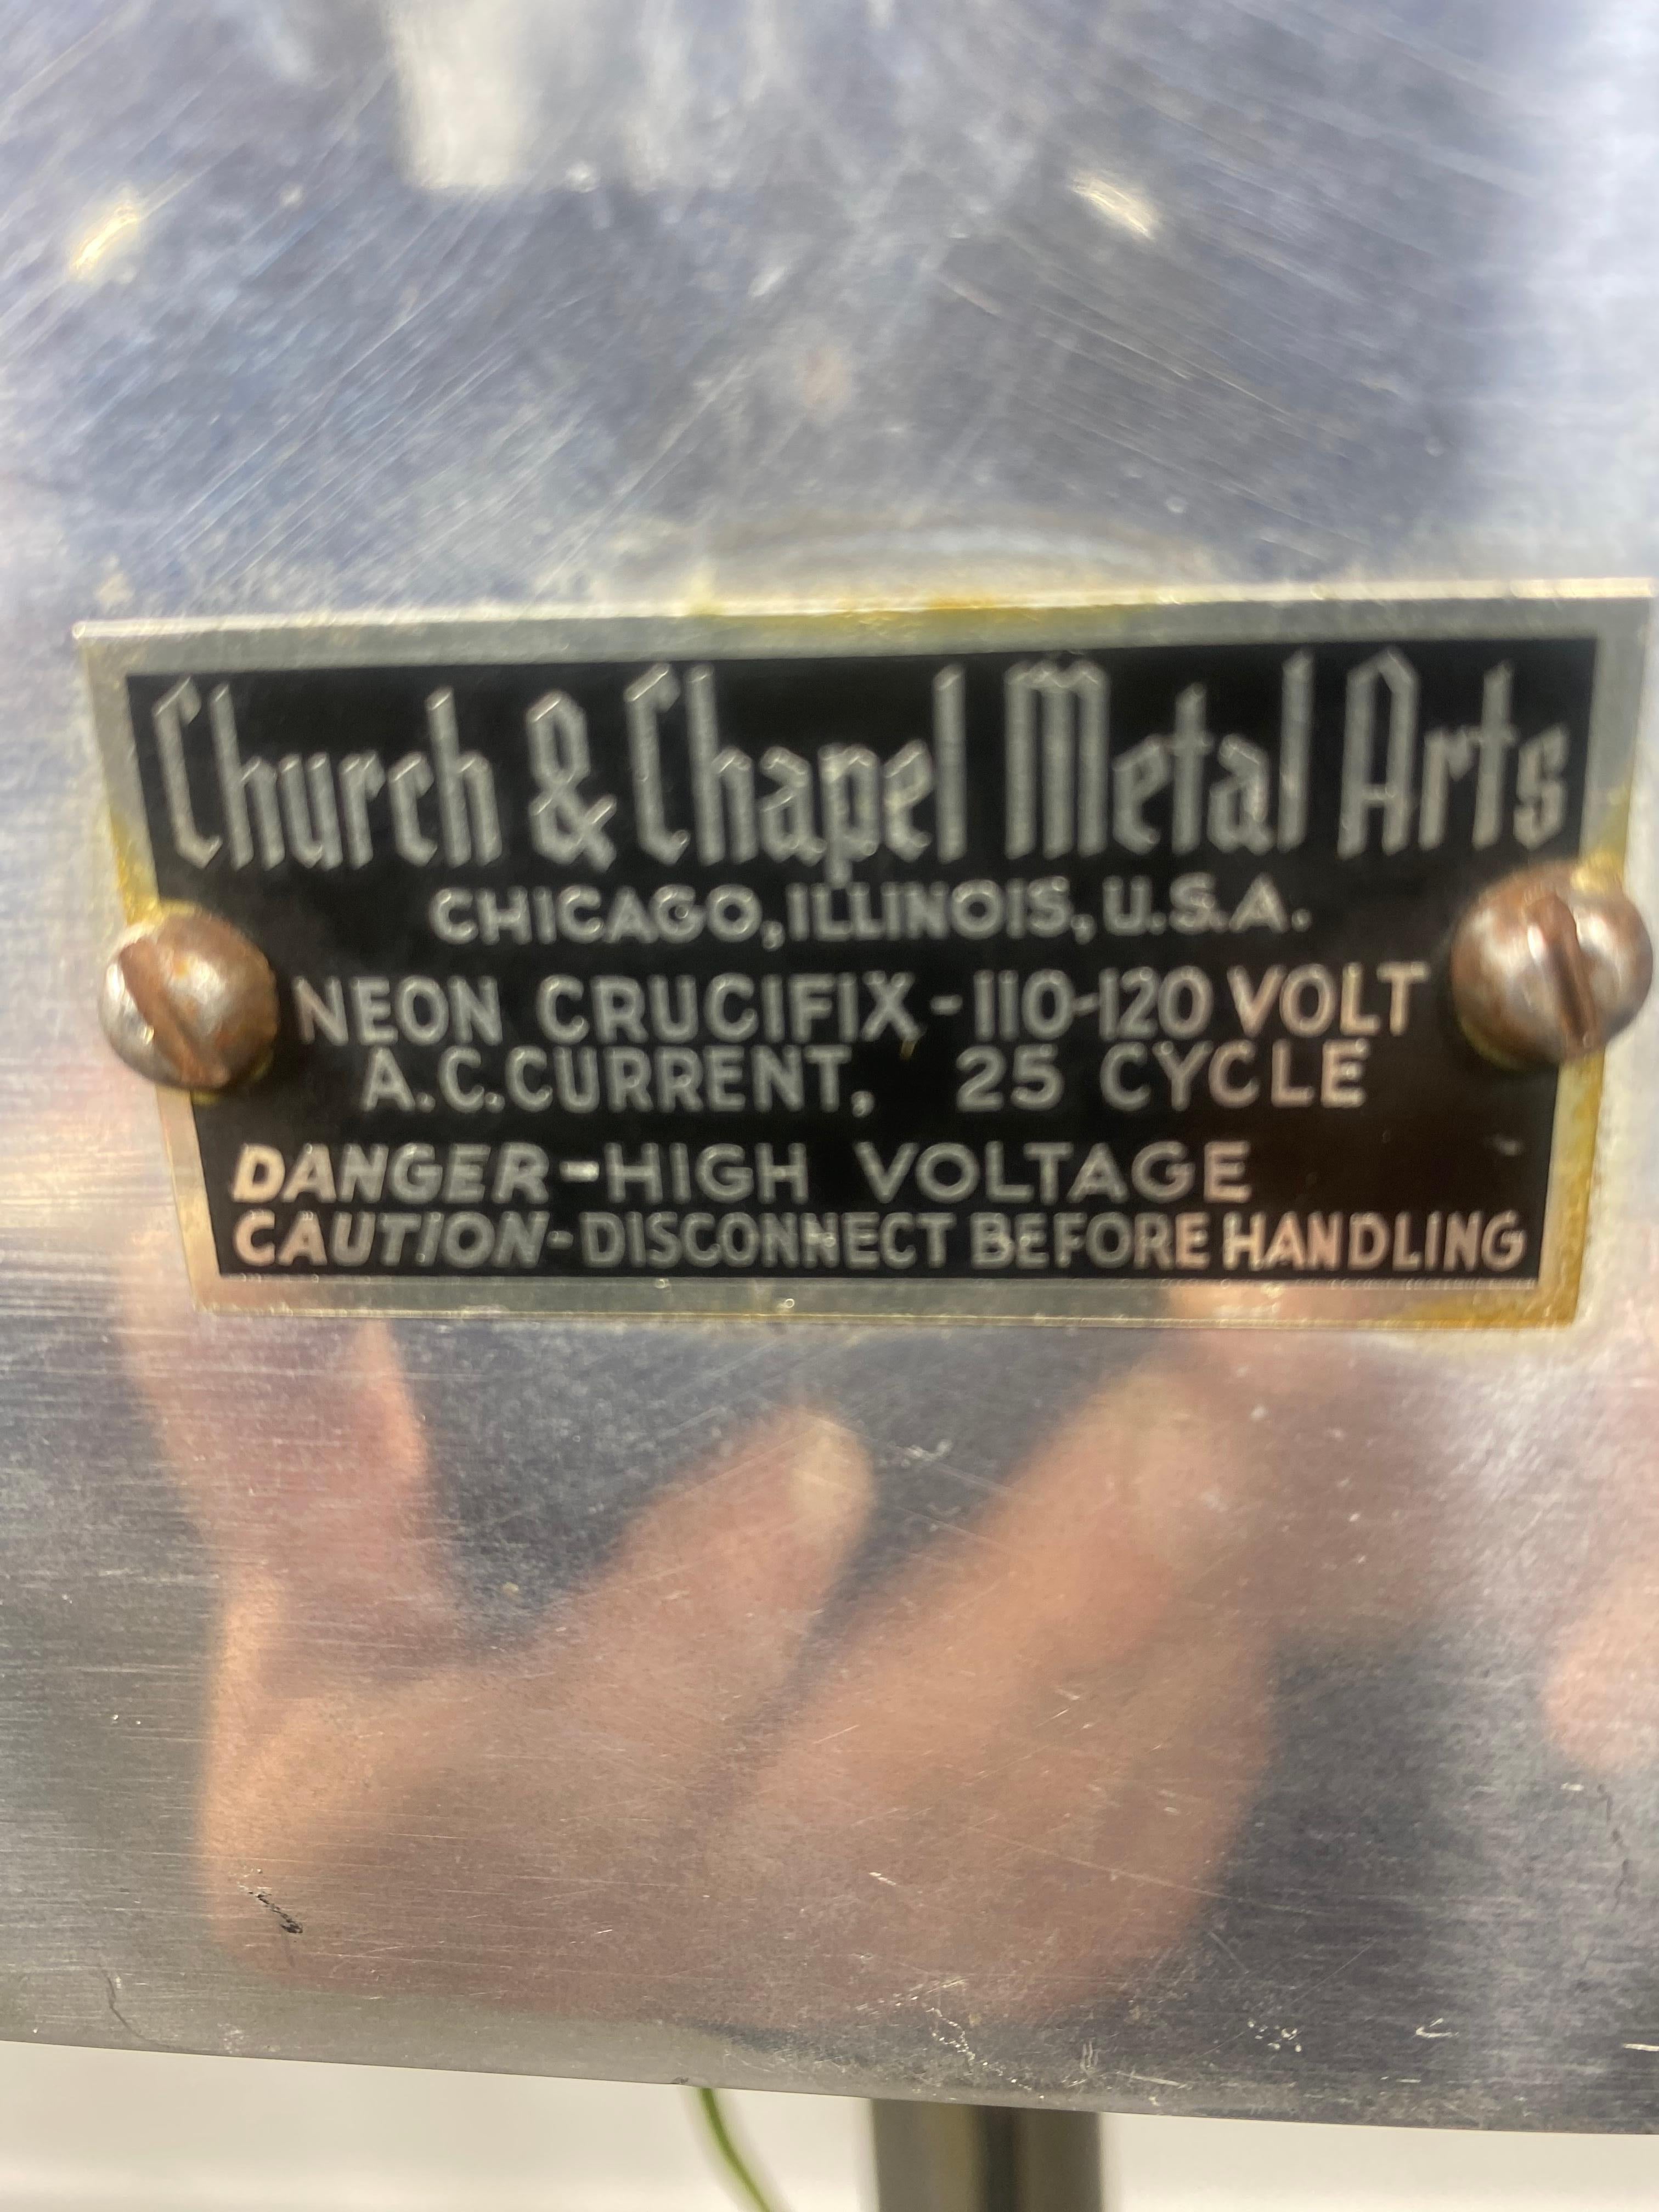 Church & Chapel Metal Arts
CHICAGO, ILLINOIS, U.S.A.
NEON CRUCIFIX - 110-120 VOLT
A.C. CURRENT, 25 CYCLE
DANGER - HIGH VOLTAGE
CAUTION - DISCONNECT BEFORE HANDLING